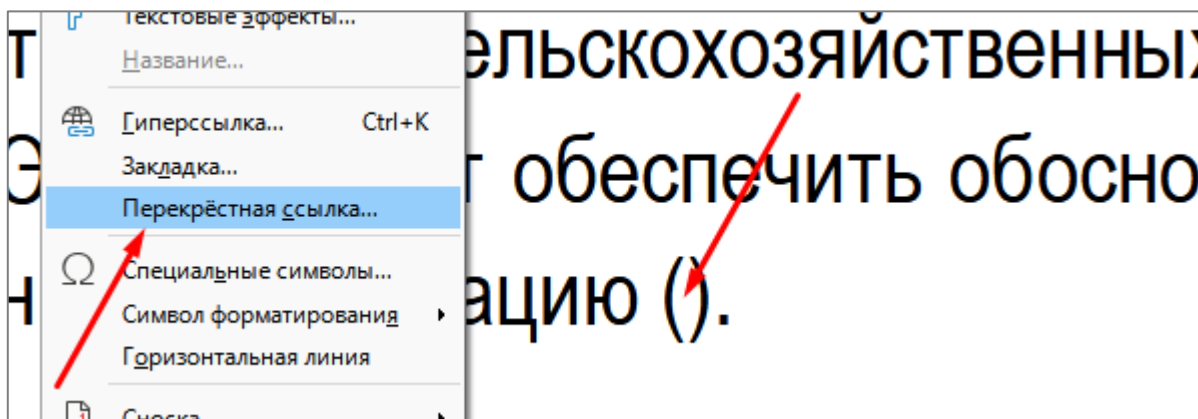 Текстовые эффекты...
Название...
Гиперссылка... Ctrl+K
Закладка...
Перекрёстная ссылка...
Специальные символы...
Символ форматирования
Горизонтальная линия
Сноска
ельскохозяйственных
т обеспечить обосно
ацию ().